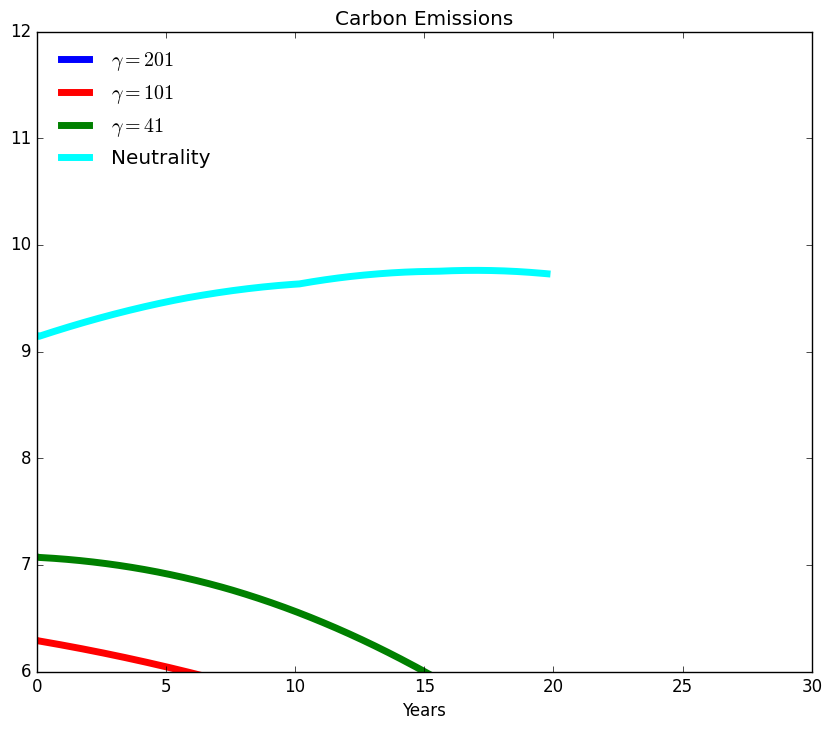 Carbon Emissions
12
11
10
9
8
7
6
γ = 201
γ = 101
γ = 41
Neutrality
0 5 10 15 20 25 30
Years